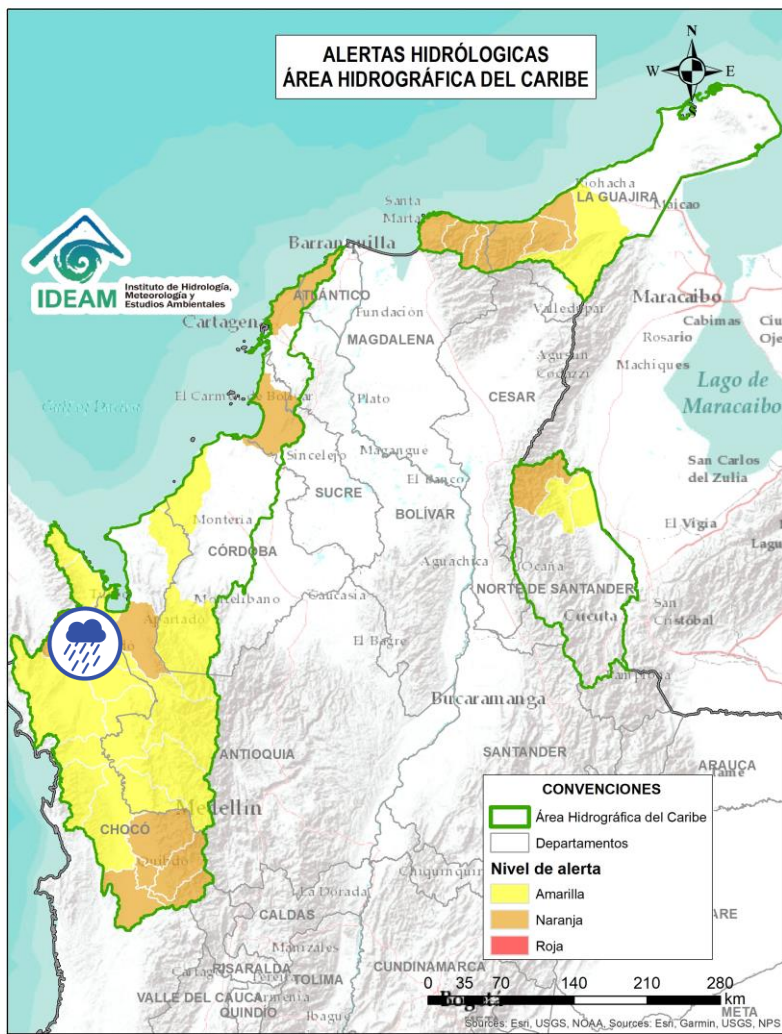 ALERTAS HIDRÓLOGICAS
ÁREA HIDROGRÁFICA DEL CARIBE
N
W
E
S
IDEAM
Instituto de Hidrología,
Meteorología y
Estudios Ambientales
Riohacha
LA GUAJIRA
Maicao
Santa
Marta
Barranquilla
ATLÁNTICO
Maracaibo
Cabimas
Cartagen
Fundación
Valledupar
Rosario
MAGDALENA
Agustín
Codazzi
Machiques
CESAR
Lago de
Maracaibo
El Carmen de Bolívar
Plato
Sincelejo
Magangue
San Carlos
del Zulia
SUCRE
El Banco
BOLÍVAR
Montería
El Vigía
CÓRDOBA
Aguachica
Ocaña
NORTE DE SANTANDER
Montelíbano
Caucasia
Cúcuta
San
Cristóbal
Apartado
El Bagre
Bucaramanga
ANTIOQUIA
SANTANDER
ARAUCA
Medellín
CHOCÓ
Quibdó
La Dorada
CALDAS
Manizales
RISARALDA
CUNDINAMARCA
TOLIMA
VALLE DEL CAUCA
Armenia
QUINDÍO
Ibagué
Bogotá
META
META
CONVENCIONES
Área Hidrográfica del Caribe
Departamentos
Nivel de alerta
Amarilla
Naranja
Roja
0 35 70 140 210 280
km
Sources: Esri, USGS, NOAA, Sources: Esri, Garmin, USGS, NPS